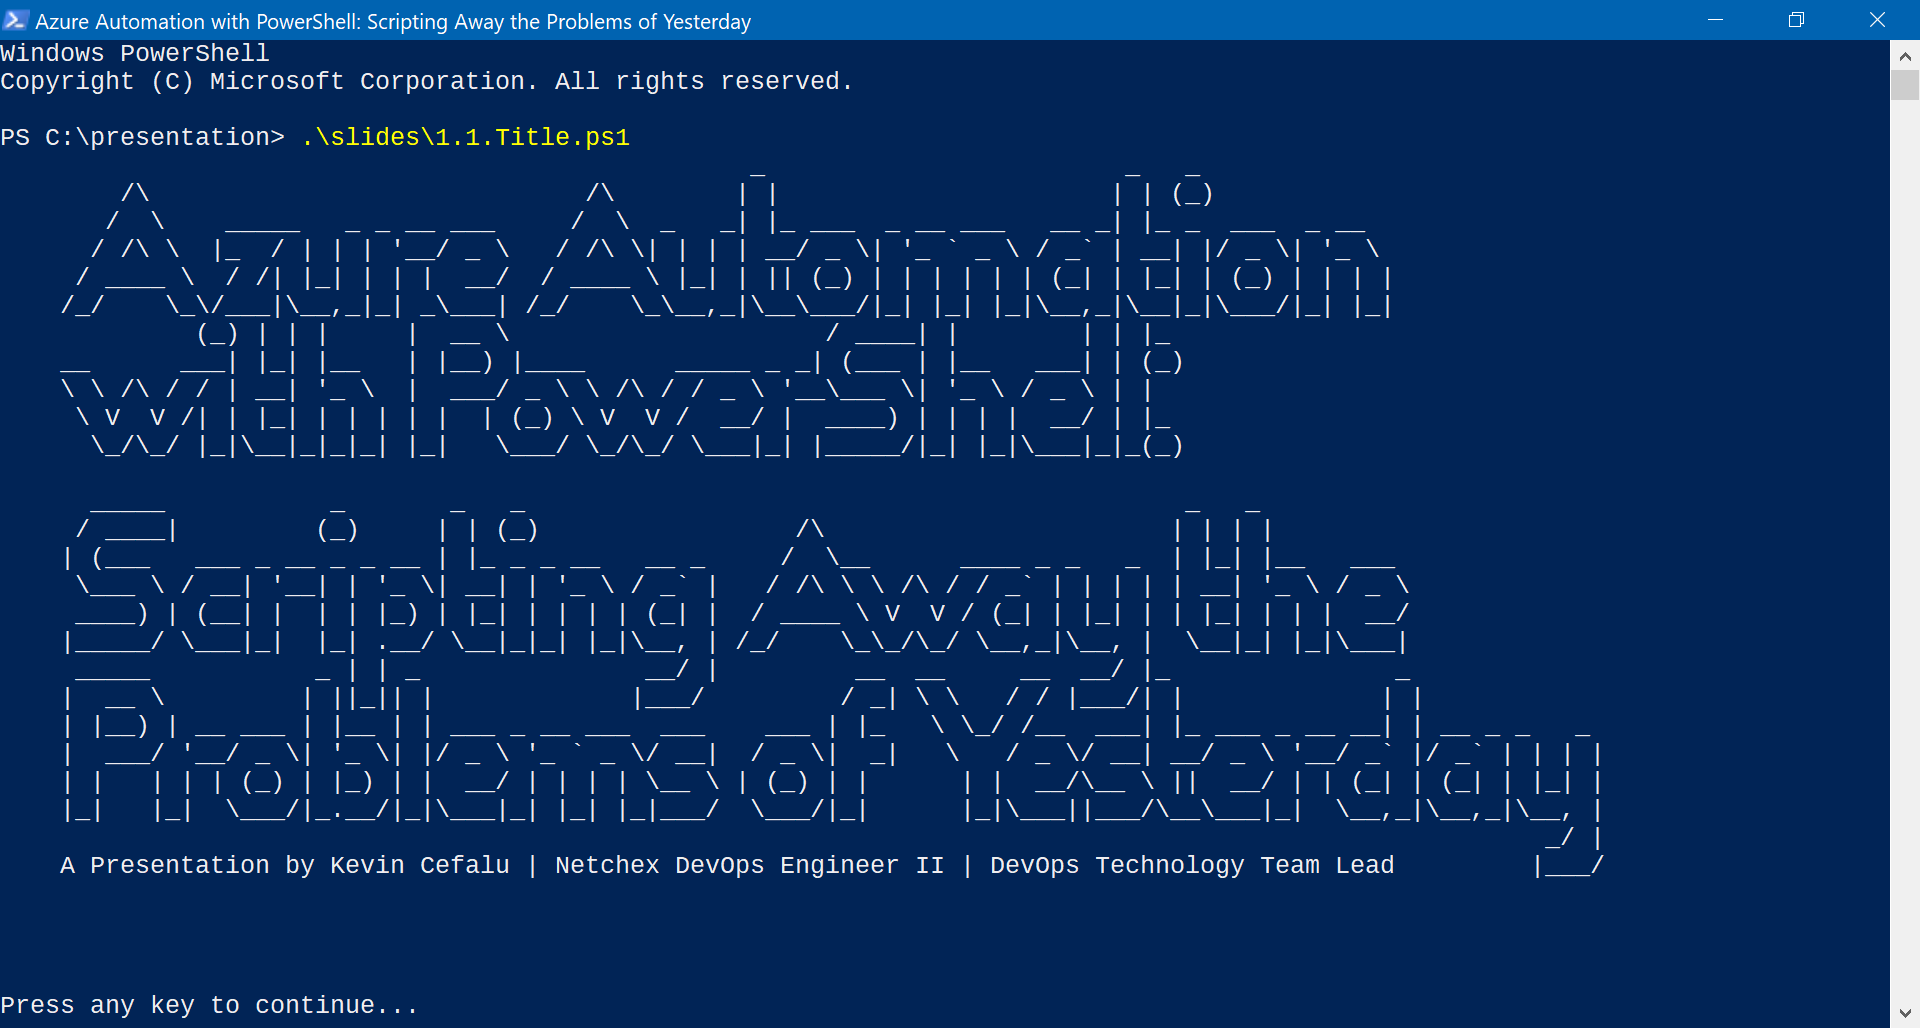 Azure Automation with PowerShell: Scripting Away the Problems of Yesterday
Windows PowerShell
Copyright (C) Microsoft Corporation. All rights reserved.
PS C:\presentation> .\slides\1.1.Title.ps1
Azure Automation
with PowerShell:
Scripting Away the
Problems of Yesterday
A Presentation by Kevin Cefalu | Netchex DevOps Engineer II | DevOps Technology Team Lead
Press any key to continue...